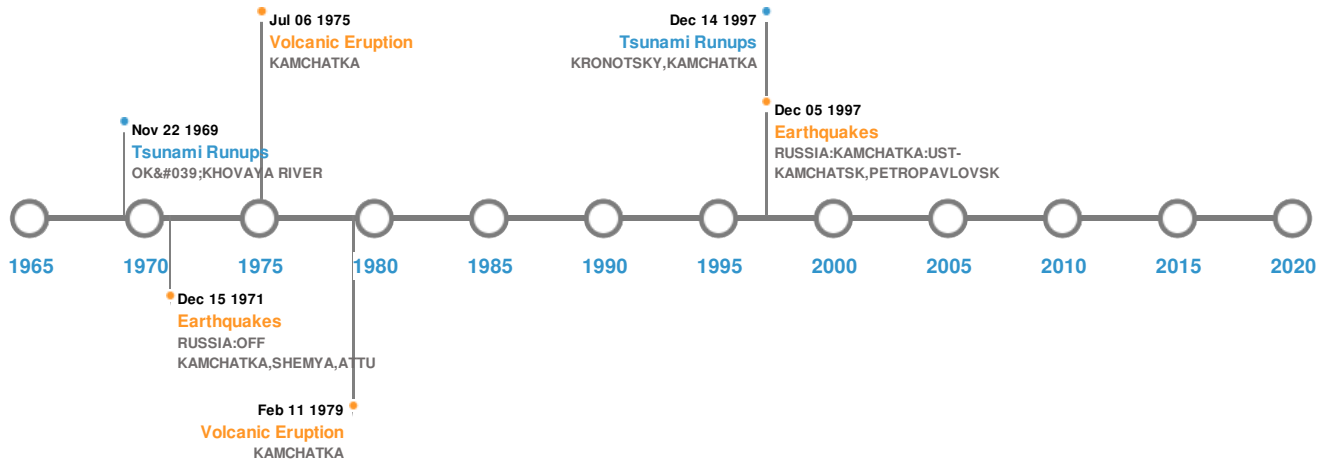 Jul 06 1975
Volcanic Eruption
KAMCHATKA
Dec 14 1997
Tsunami Runups
KRONOTSKY,KAMCHATKA
Nov 22 1969
Tsunami Runups
OK&#039;KHOVAYA RIVER
Dec 05 1997
Earthquakes
RUSSIA:KAMCHATKA:UST-
KAMCHATSK,PETROPAVLOVSK
1965 1970 1975 1980 1985 1990 1995 2000 2005 2010 2015 2020
Dec 15 1971
Earthquakes
RUSSIA:OFF
KAMCHATKA,SHEMYA,ATTU
Feb 11 1979
Volcanic Eruption
KAMCHATKA